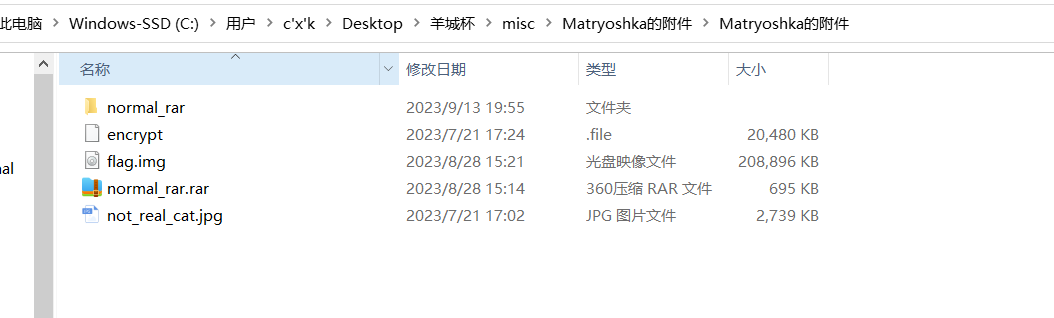 此电脑 > Windows-SSD (C:) > 用户 > c'x'k > Desktop > 羊城杯 > misc > Matryoshka的附件 > Matryoshka的附件
名称 修改日期 类型 大小
normal_rar 2023/9/13 19:55 文件夹
encrypt 2023/7/21 17:24 .file 20,480 KB
flag.img 2023/8/28 15:21 光盘映像文件 208,896 KB
nal
normal_rar.rar 2023/8/28 15:14 360压缩 RAR 文件 695 KB
not_real_cat.jpg 2023/7/21 17:02 JPG 图片文件 2,739 KB